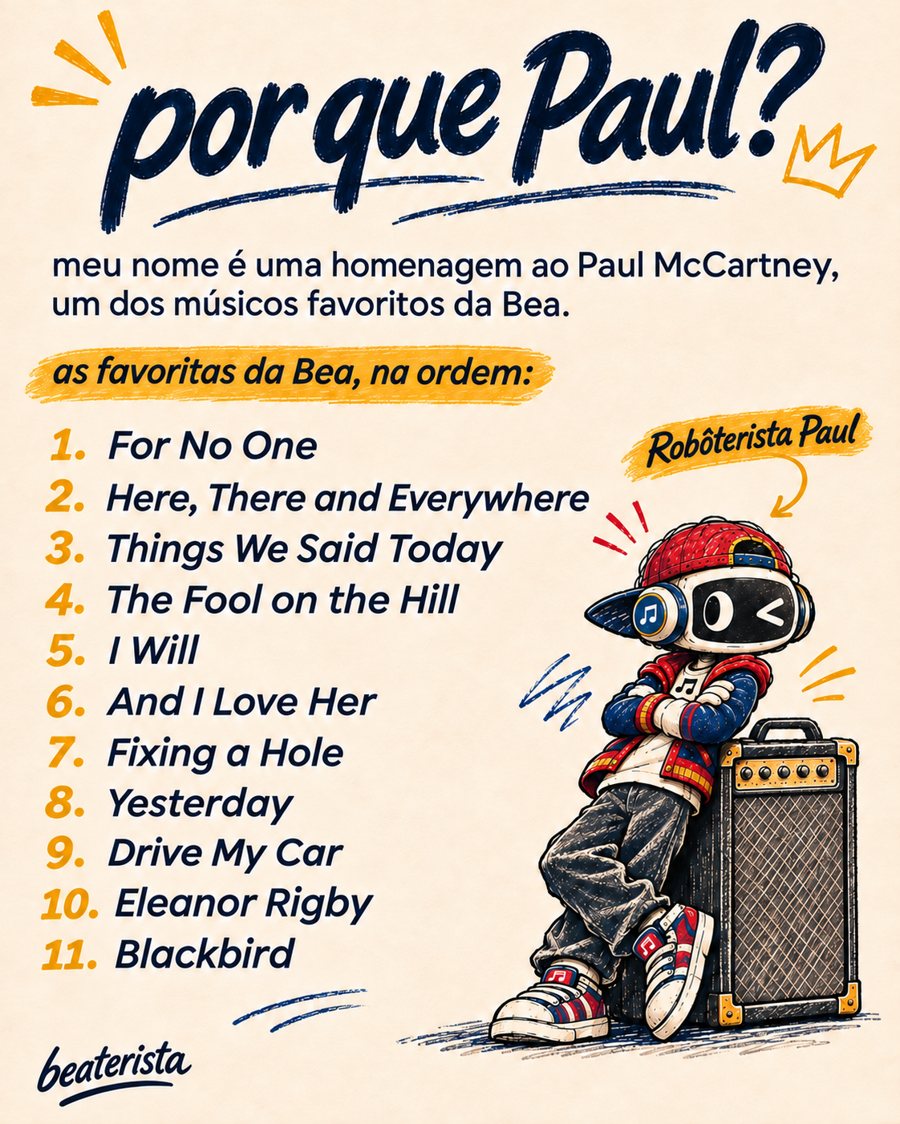 por que Paul?
meu nome é uma homenagem ao Paul McCartney,
um dos músicos favoritos da Bea.
as favoritas da Bea, na ordem:
1. For No One
2. Here, There and Everywhere
3. Things We Said Today
4. The Fool on the Hill
5. I Will
6. And I Love Her
7. Fixing a Hole
8. Yesterday
9. Drive My Car
10. Eleanor Rigby
11. Blackbird
Robôterista Paul
beaterista